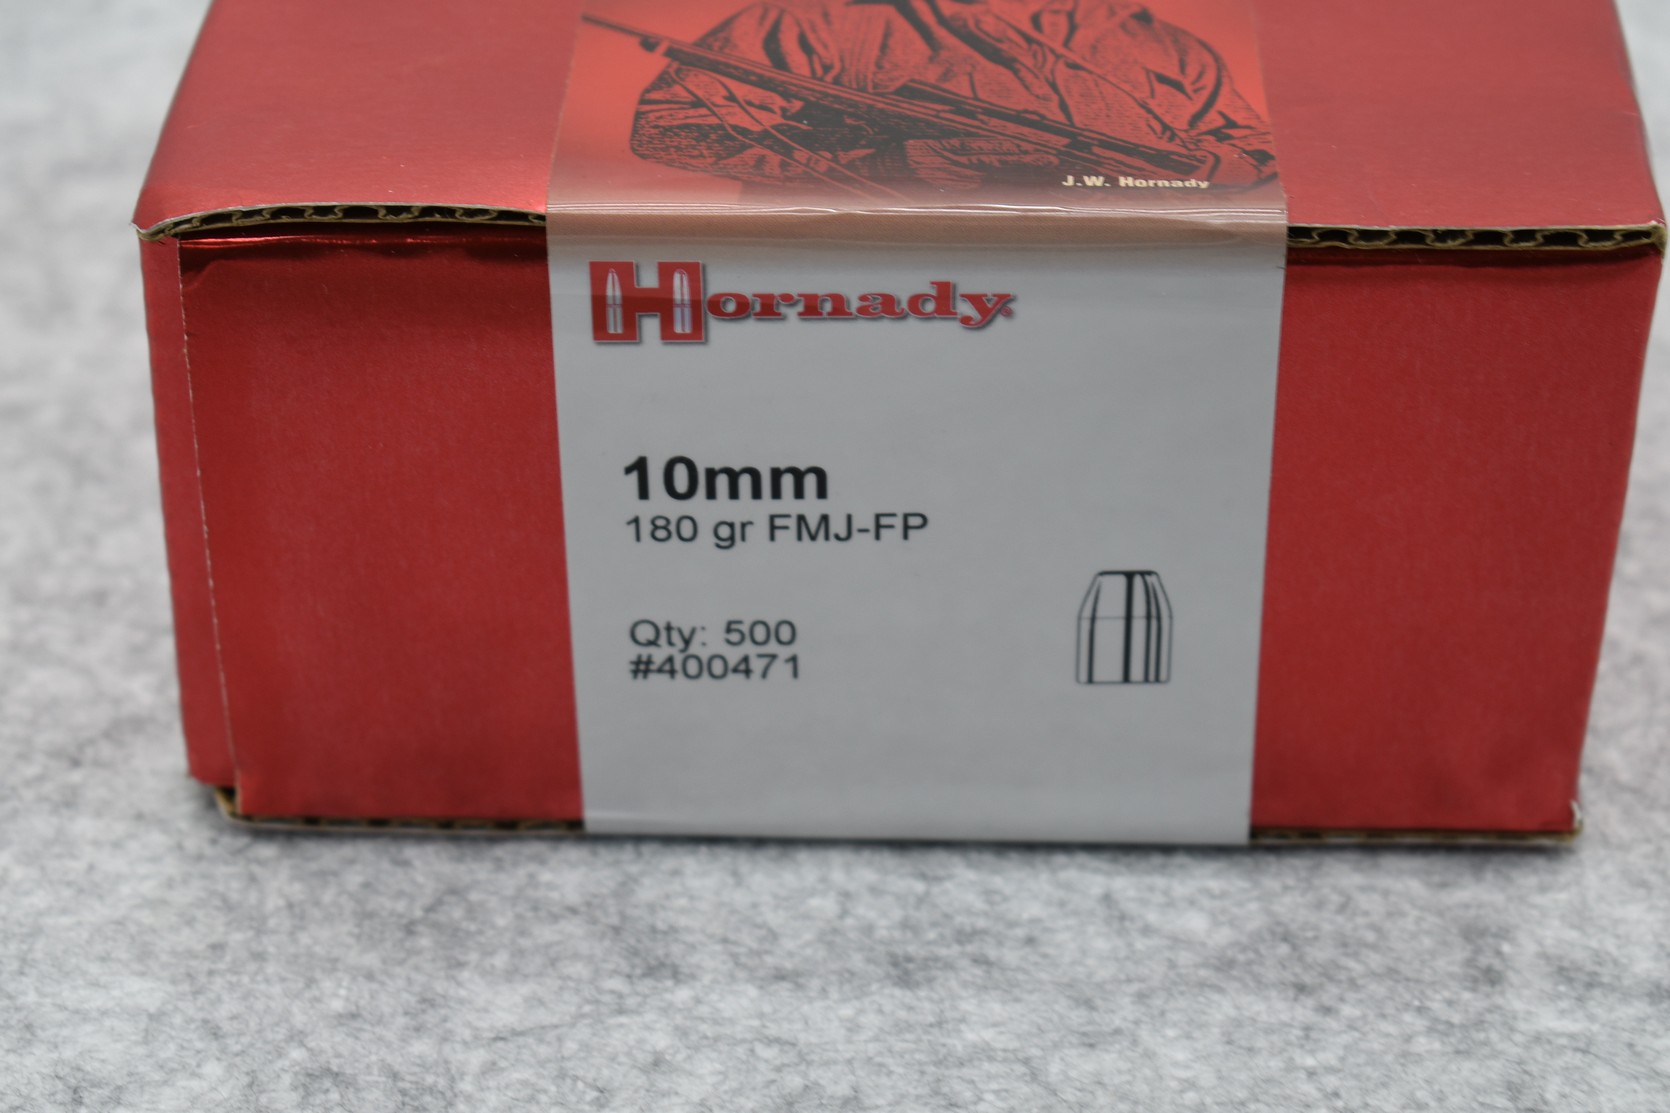 J.W. Hornady
Hornady
10mm
180 gr FMJ-FP
Qty: 500
#400471